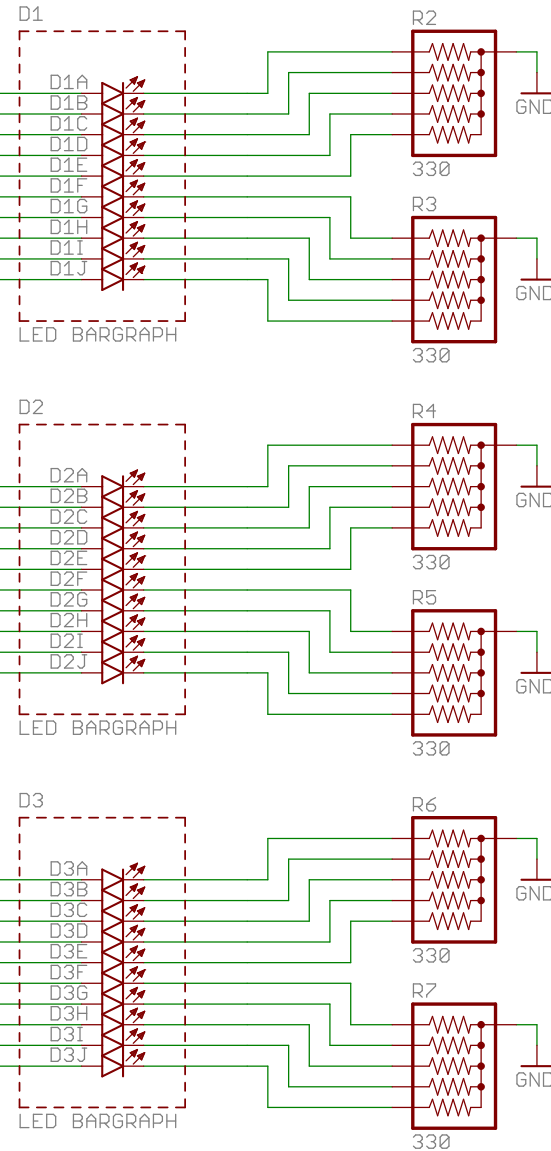 D1
D1A
D1B
D1C
D1D
D1E
D1F
D1G
D1H
D1I
D1J
LED BARGRAPH
R2
GND
330
R3
GND
330
D2
D2A
D2B
D2C
D2D
D2E
D2F
D2G
D2H
D2I
D2J
LED BARGRAPH
R4
GND
330
R5
GND
330
D3
D3A
D3B
D3C
D3D
D3E
D3F
D3G
D3H
D3I
D3J
LED BARGRAPH
R6
GND
330
R7
GND
330